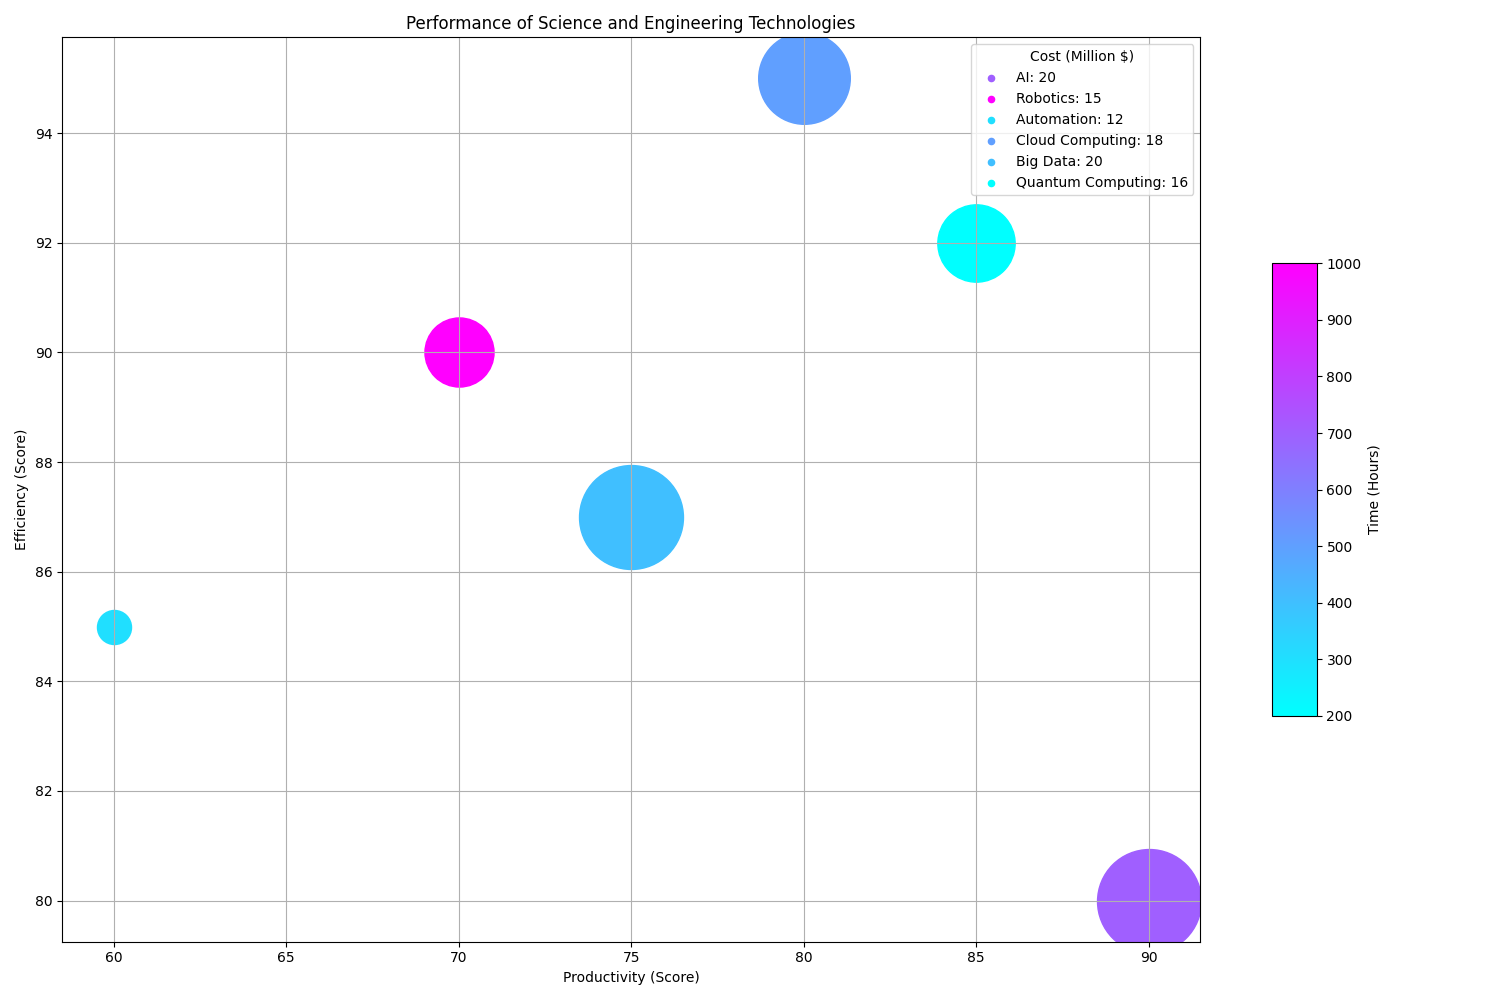 Performance of Science and Engineering Technologies
Cost (Million $)
AI: 20
Robotics: 15
Automation: 12
Cloud Computing: 18
Big Data: 20
Quantum Computing: 16
94
92
90
88
86
84
82
80
Efficiency (Score)
60
65
70
75
80
85
90
Productivity (Score)
1000
900
800
700
600
500
400
300
200
Time (Hours)